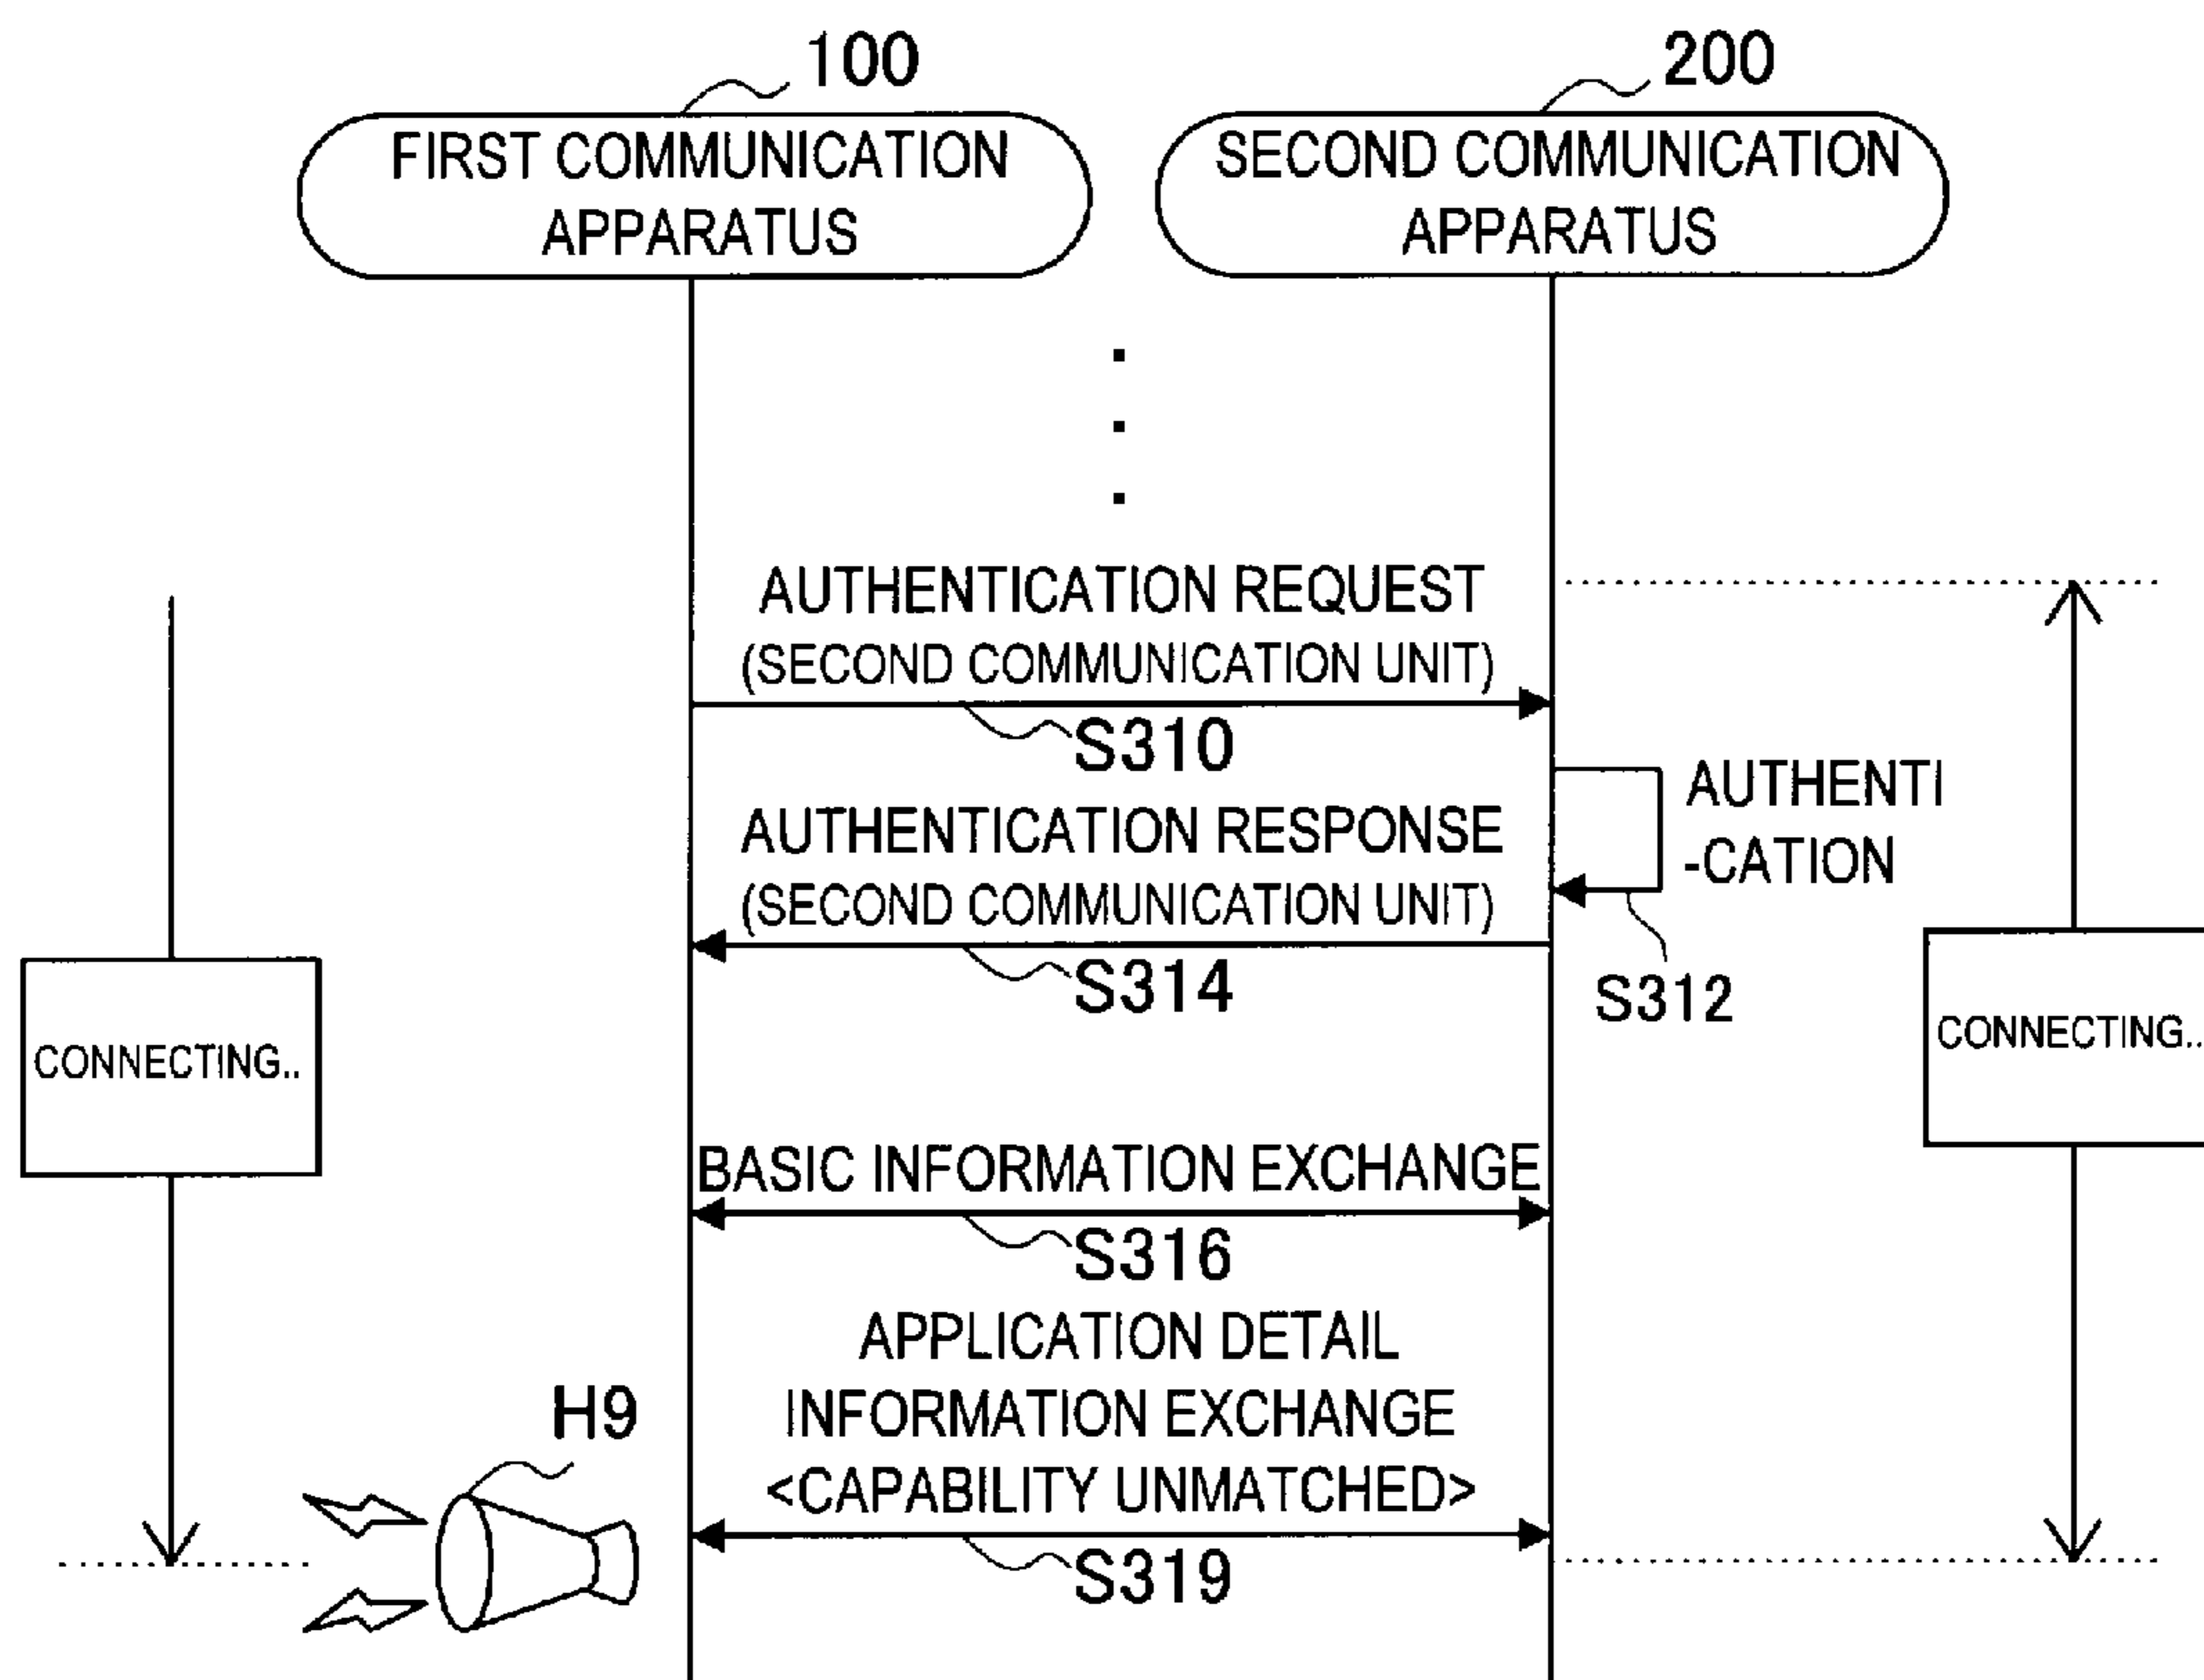 100
200
FIRST COMMUNICATION
APPARATUS
SECOND COMMUNICATION
APPARATUS
AUTHENTICATION REQUEST
(SECOND COMMUNICATION UNIT)
S310
AUTHENTI
-CATION
AUTHENTICATION RESPONSE
(SECOND COMMUNICATION UNIT)
S314
S312
CONNECTING..
CONNECTING..
BASIC INFORMATION EXCHANGE
S316
APPLICATION DETAIL
INFORMATION EXCHANGE
<CAPABILITY UNMATCHED>
H9
S319